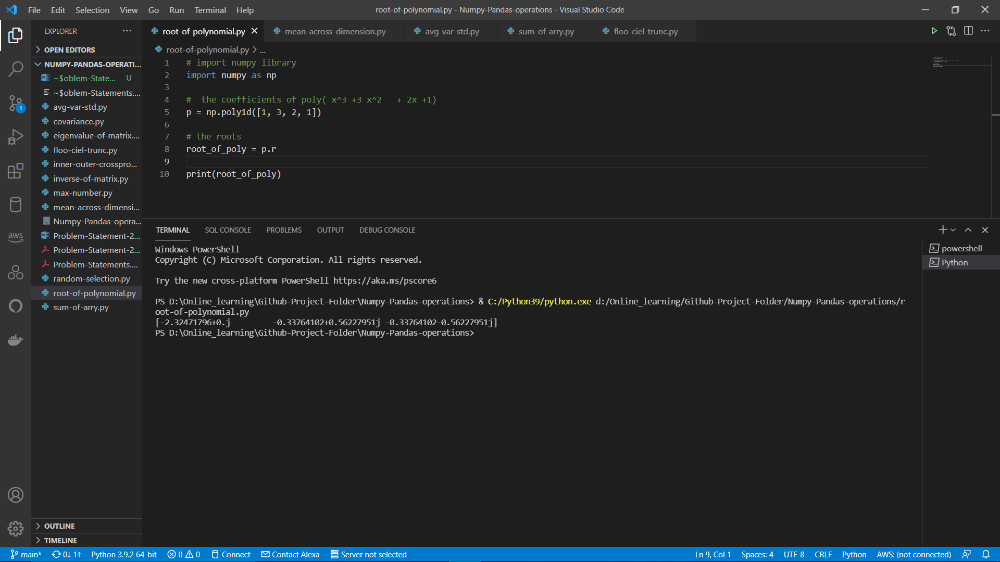 File Edit Selection View Go Run Terminal Help
root-of-polynomial.py - Numpy-Pandas-operations - Visual Studio Code
EXPLORER
OPEN EDITORS
NUMPY-PANDAS-OPERATI...
~$oblem-State... U
~$oblem-Statements....
avg-var-std.py
covariance.py
eigenvalue-of-matrix....
floo-ciel-trunc.py
inner-outer-crosspro...
inverse-of-matrix.py
max-number.py
mean-across-dimensi...
Numpy-Pandas-opera...
Problem-Statement-2...
Problem-Statement-2...
Problem-Statements....
random-selection.py
root-of-polynomial.py
sum-of-arry.py
OUTLINE
TIMELINE
1
aws
root-of-polynomial.py mean-across-dimension.py avg-var-std.py sum-of-arry.py floo-ciel-trunc.py
root-of-polynomial.py > ...
1 # import numpy library
2 import numpy as np
3
4 #  the coefficients of poly( x^3 +3 x^2   + 2x +1)
5 p = np.poly1d([1, 3, 2, 1])
6
7 # the roots
8 root_of_poly = p.r
9
10 print(root_of_poly)
TERMINAL SQL CONSOLE PROBLEMS OUTPUT DEBUG CONSOLE
Windows PowerShell
Copyright (C) Microsoft Corporation. All rights reserved.
Try the new cross-platform PowerShell https://aka.ms/pscore6
PS D:\Online_learning\Github-Project-Folder\Numpy-Pandas-operations> & C:/Python39/python.exe d:/Online_learning/Github-Project-Folder/Numpy-Pandas-operations/r
oot-of-polynomial.py
[-2.32471796+0.j         -0.33764102+0.56227951j -0.33764102-0.56227951j]
PS D:\Online_learning\Github-Project-Folder\Numpy-Pandas-operations>
powershell
Python
main* 0↓ 1↑ Python 3.9.2 64-bit 0 0 Connect Contact Alexa Server not selected Ln 9, Col 1 Spaces: 4 UTF-8 CRLF Python AWS: (not connected)